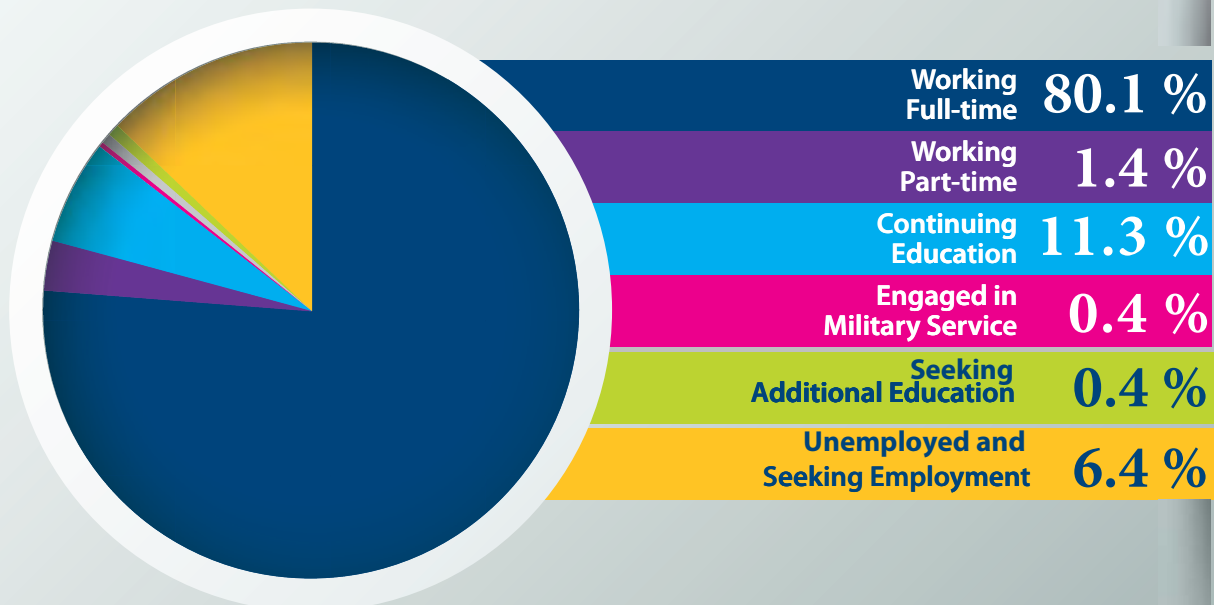 Working
Full-time 80.1 %
Working
Part-time 1.4 %
Continuing
Education 11.3 %
Engaged in
Military Service 0.4 %
Seeking
Additional Education 0.4 %
Unemployed and
Seeking Employment 6.4 %